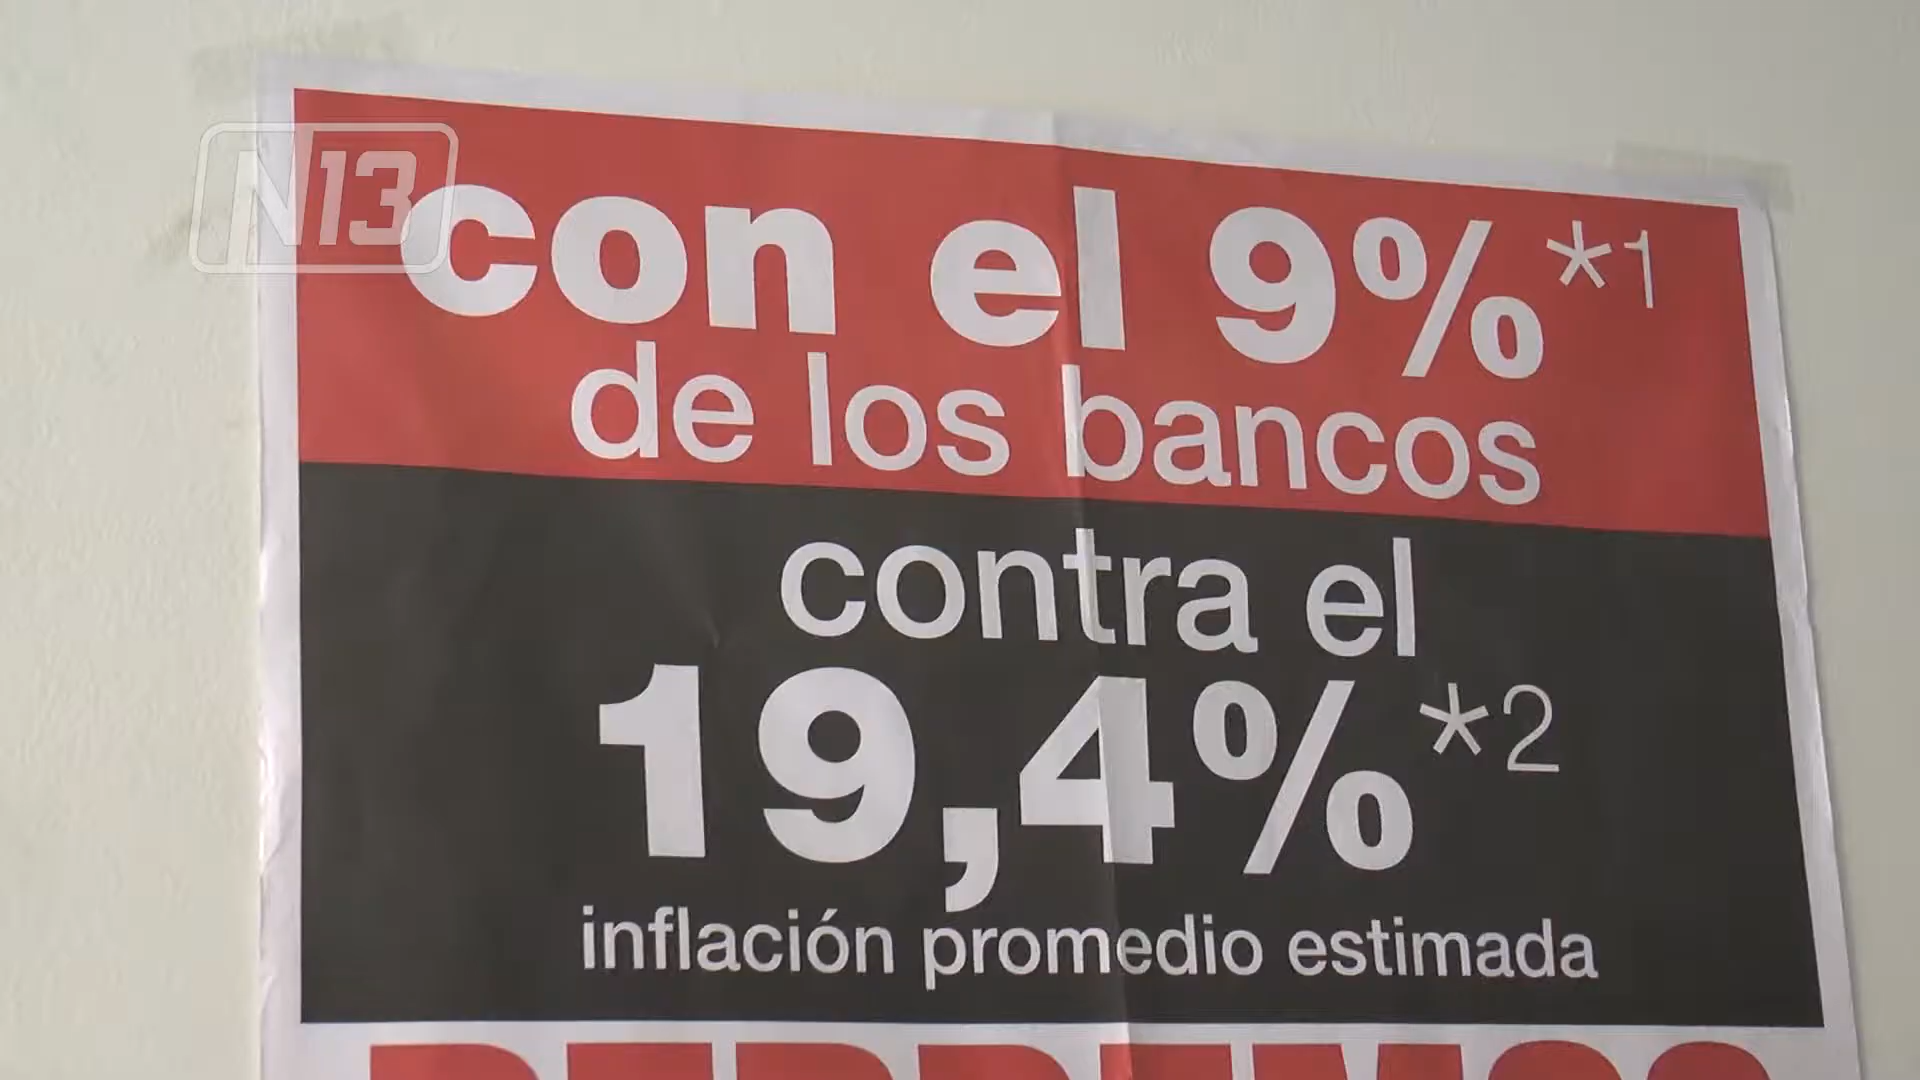 N13
con el 9%*1
de los bancos
contra el
19,4%*2
inflación promedio estimada